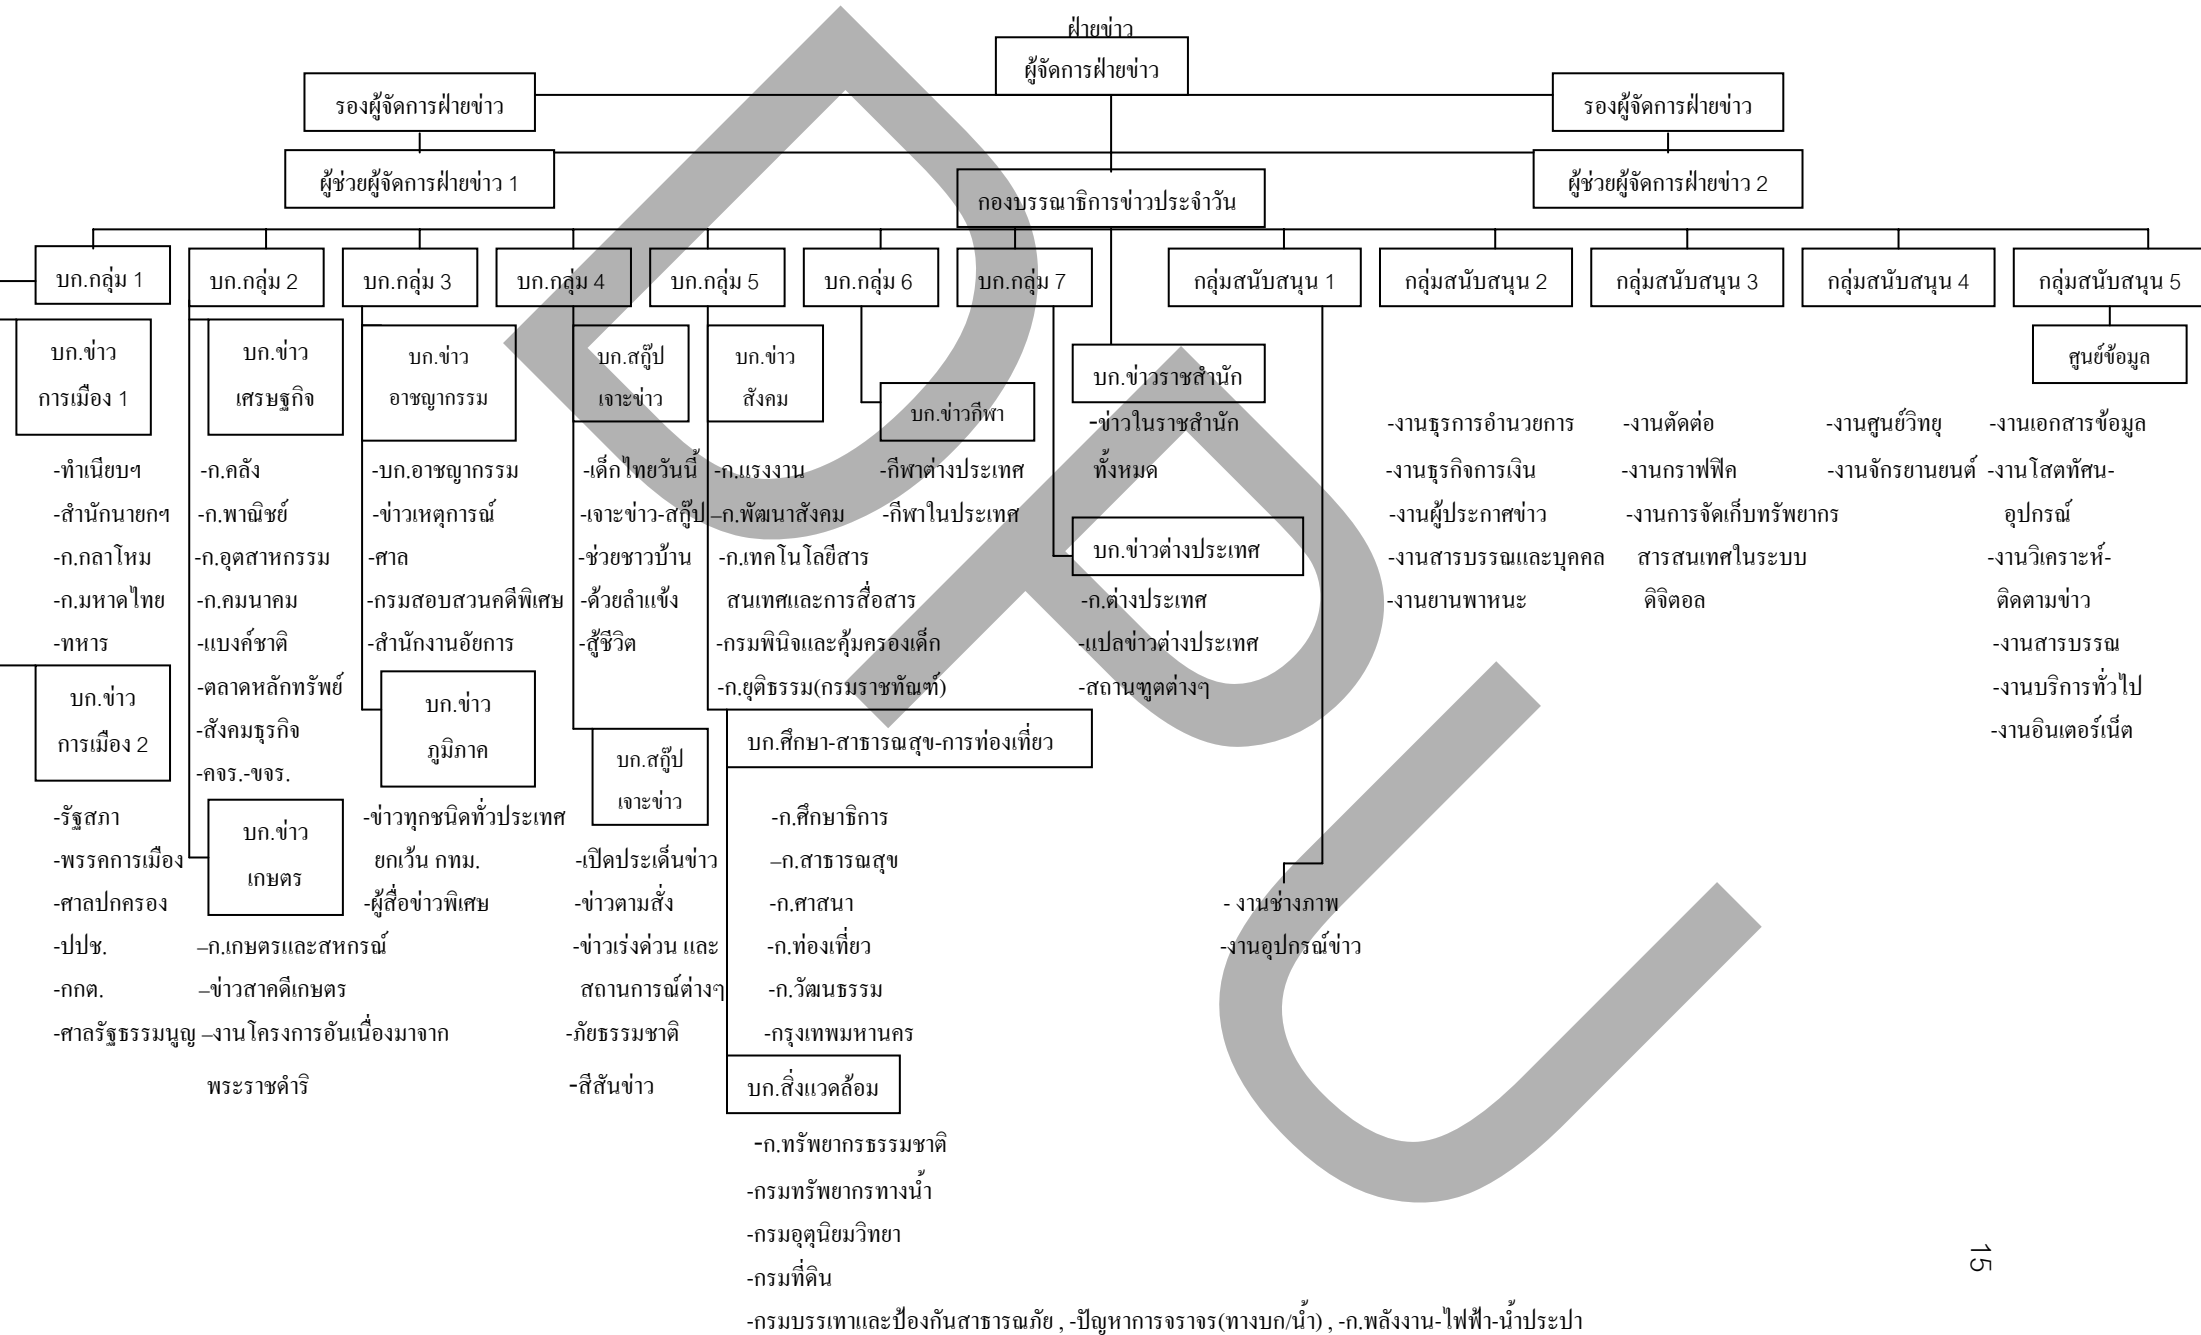 ฝ่ายข่าว
ผู้จัดการฝ่ายข่าว
รองผู้จัดการฝ่ายข่าว
รองผู้จัดการฝ่ายข่าว
ผู้ช่วยผู้จัดการฝ่ายข่าว 1
ผู้ช่วยผู้จัดการฝ่ายข่าว 2
กองบรรณาธิการข่าวประจำวัน
บก.กลุ่ม 1
บก.กลุ่ม 2
บก.กลุ่ม 3
บก.กลุ่ม 4
บก.กลุ่ม 5
บก.กลุ่ม 6
บก.กลุ่ม 7
กลุ่มสนับสนุน 1
กลุ่มสนับสนุน 2
กลุ่มสนับสนุน 3
กลุ่มสนับสนุน 4
กลุ่มสนับสนุน 5
บก.ข่าว
การเมือง 1
-ทำเนียบฯ
-สำนักนายกฯ
-ก.กลาโหม
-ก.มหาดไทย
-ทหาร
บก.ข่าว
การเมือง 2
-รัฐสภา
-พรรคการเมือง
-ศาลปกครอง
-ปปช.
-กกต.
-ศาลรัฐธรรมนูญ
บก.ข่าว
เศรษฐกิจ
-ก.คลัง
-ก.พาณิชย์
-ก.อุตสาหกรรม
-ก.คมนาคม
-แบงค์ชาติ
-ตลาดหลักทรัพย์
-สังคมธุรกิจ
-คจร.-ขจร.
บก.ข่าว
เกษตร
–ก.เกษตรและสหกรณ์
–ข่าวสาคดีเกษตร
–งานโครงการอันเนื่องมาจาก
พระราชดำริ
บก.ข่าว
อาชญากรรม
-บก.อาชญากรรม
-ข่าวเหตุการณ์
-ศาล
-กรมสอบสวนคดีพิเศษ
-สำนักงานอัยการ
บก.ข่าว
ภูมิภาค
-ข่าวทุกชนิดทั่วประเทศ
ยกเว้น กทม.
-ผู้สื่อข่าวพิเศษ
บก.สกู๊ป
เจาะข่าว
-เด็กไทยวันนี้
-เจาะข่าว-สกู๊ป
-ช่วยชาวบ้าน
-ด้วยลำแข้ง
-สู้ชีวิต
บก.สกู๊ป
เจาะข่าว
-เปิดประเด็นข่าว
-ข่าวตามสั่ง
-ข่าวเร่งด่วน และ
สถานการณ์ต่างๆ
-ภัยธรรมชาติ
-สีสันข่าว
บก.ข่าว
สังคม
-ก.แรงงาน
–ก.พัฒนาสังคม
-ก.เทคโนโลยีสาร
สนเทศและการสื่อสาร
-กรมพินิจและคุ้มครองเด็ก
-ก.ยุติธรรม(กรมราชทัณฑ์)
บก.ศึกษา-สาธารณสุข-การท่องเที่ยว
-ก.ศึกษาธิการ
–ก.สาธารณสุข
-ก.ศาสนา
-ก.ท่องเที่ยว
-ก.วัฒนธรรม
-กรุงเทพมหานคร
บก.สิ่งแวดล้อม
-ก.ทรัพยากรธรรมชาติ
-กรมทรัพยากรทางน้ำ
-กรมอุตุนิยมวิทยา
-กรมที่ดิน
-กรมบรรเทาและป้องกันสาธารณภัย , -ปัญหาการจราจร(ทางบก/น้ำ) , -ก.พลังงาน-ไฟฟ้า-น้ำประปา
บก.ข่าวกีฬา
-กีฬาต่างประเทศ
-กีฬาในประเทศ
บก.ข่าวราชสำนัก
-ข่าวในราชสำนัก
ทั้งหมด
บก.ข่าวต่างประเทศ
-ก.ต่างประเทศ
-แปลข่าวต่างประเทศ
-สถานฑูตต่างๆ
- งานช่างภาพ
-งานอุปกรณ์ข่าว
-งานธุรการอำนวยการ
-งานธุรกิจการเงิน
-งานผู้ประกาศข่าว
-งานสารบรรณและบุคคล
-งานยานพาหนะ
-งานตัดต่อ
-งานกราฟฟิค
-งานการจัดเก็บทรัพยากร
สารสนเทศในระบบ
ดิจิตอล
-งานศูนย์วิทยุ
-งานจักรยานยนต์
ศูนย์ข้อมูล
-งานเอกสารข้อมูล
-งานโสตทัศน-
อุปกรณ์
-งานวิเคราะห์-
ติดตามข่าว
-งานสารบรรณ
-งานบริการทั่วไป
-งานอินเตอร์เน็ต
15
DPU